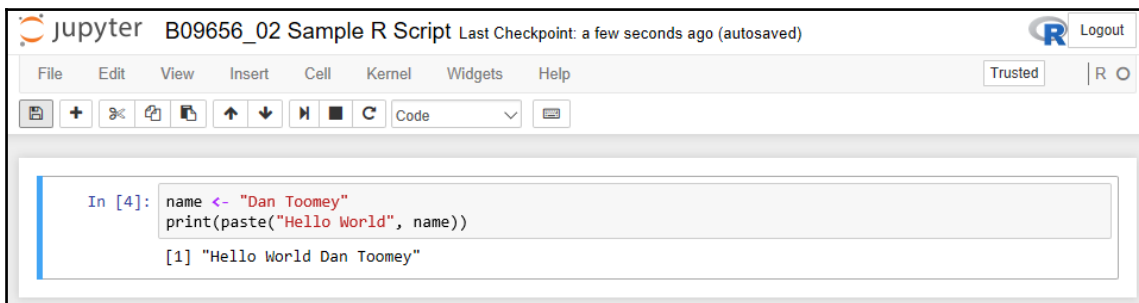 jupyter B09656_02 Sample R Script Last Checkpoint: a few seconds ago (autosaved) R Logout
File Edit View Insert Cell Kernel Widgets Help Trusted R
Code
In [4]: name <- "Dan Toomey"
print(paste("Hello World", name))
[1] "Hello World Dan Toomey"